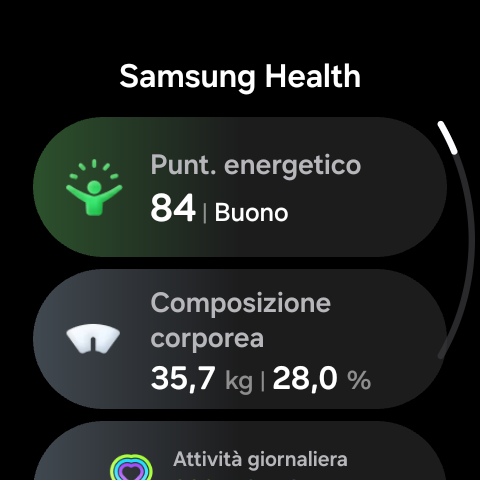 Samsung Health
Punt. energetico
84 | Buono
Composizione
corporea
35,7 kg | 28,0 %
Attività giornaliera